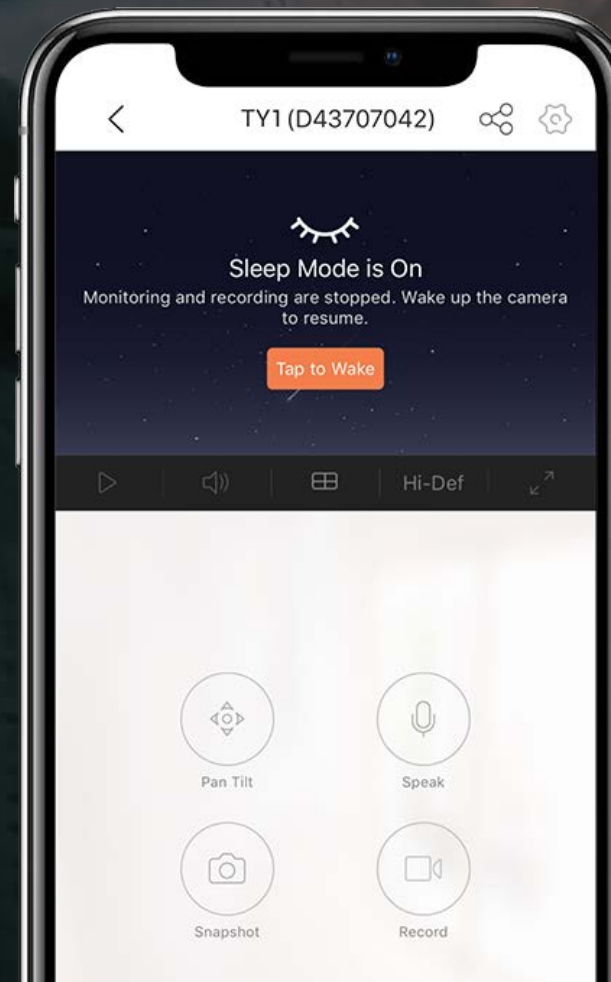 TY1(D43707042)
Sleep Mode is On
Monitoring and recording are stopped. Wake up the camera
to resume.
Tap to Wake
Hi-Def
Pan Tilt
Speak
Snapshot
Record